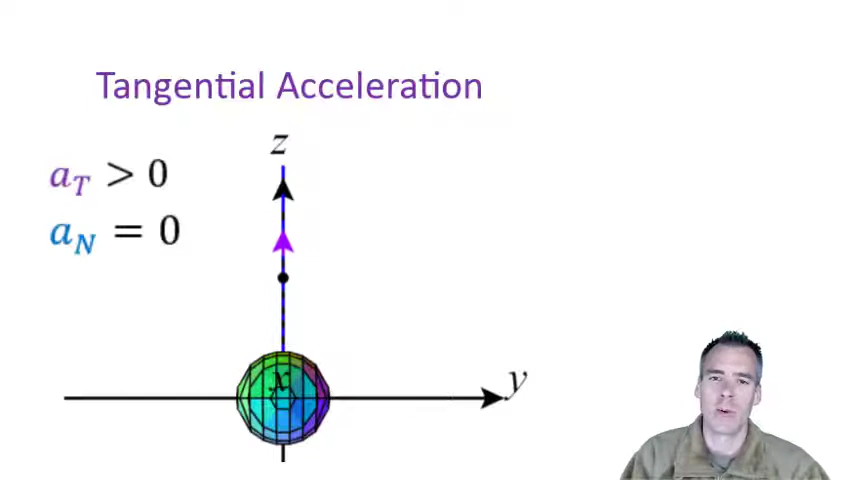 Tangential Acceleration
z
a_T > 0
a_N = 0
x
y